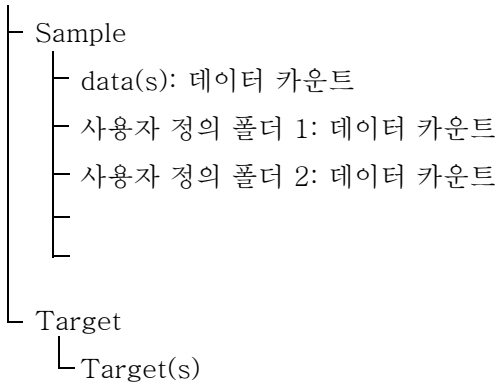 Sample
data(s): 데이터 카운트
사용자 정의 폴더 1: 데이터 카운트
사용자 정의 폴더 2: 데이터 카운트
Target
Target(s)